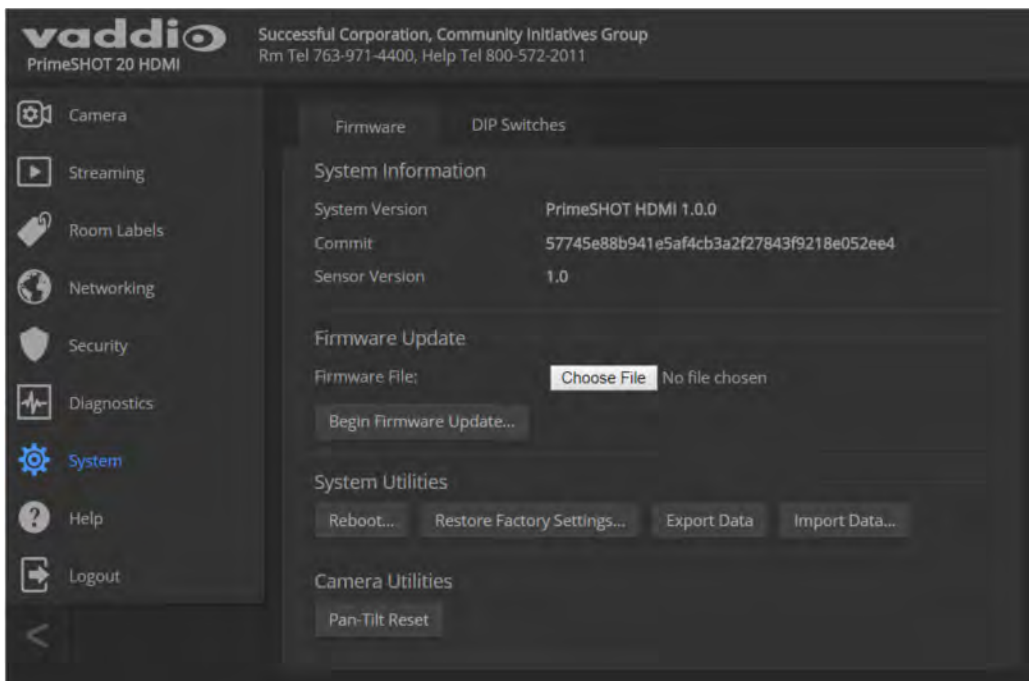 vaddio
PrimeSHOT 20 HDMI
Successful Corporation, Community Initiatives Group
Rm Tel 763-971-4400, Help Tel 800-572-2011
Camera
Streaming
Room Labels
Networking
Security
Diagnostics
System
Help
Logout
<
Firmware DIP Switches
System Information
System Version PrimeSHOT HDMI 1.0.0
Commit 57745e88b941e5af4cb3a2f27843f9218e052ee4
Sensor Version 1.0
Firmware Update
Firmware File: Choose File No file chosen
Begin Firmware Update...
System Utilities
Reboot... Restore Factory Settings... Export Data Import Data...
Camera Utilities
Pan-Tilt Reset